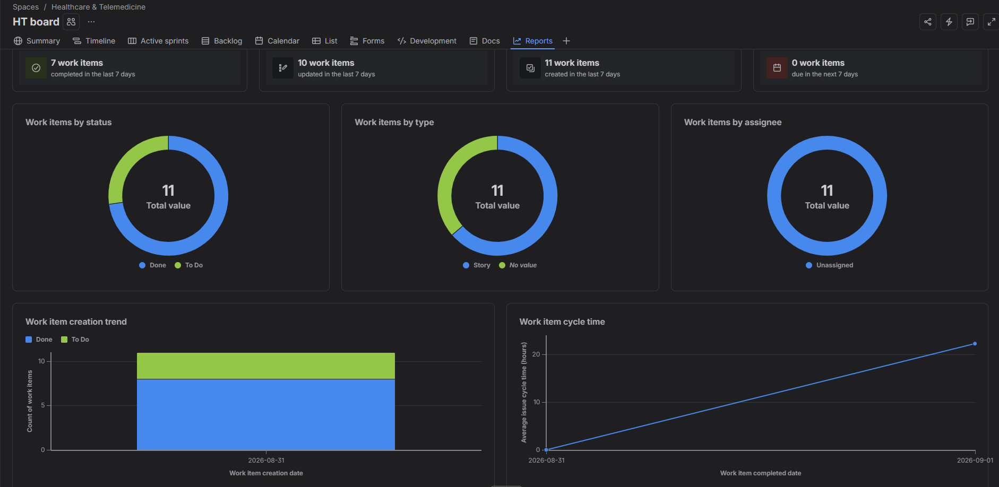 Spaces / Healthcare & Telemedicine
HT board ...
Summary Timeline Active sprints Backlog Calendar List Forms Development Docs Reports
7 work items
completed in the last 7 days
10 work items
updated in the last 7 days
11 work items
created in the last 7 days
0 work items
due in the next 7 days
Work items by status
11
Total value
Done To Do
Work items by type
11
Total value
Story No value
Work items by assignee
11
Total value
Unassigned
Work item creation trend
Done To Do
Count of work items
10
5
0
2026-08-31
Work item creation date
Work item cycle time
Average issue cycle time (hours)
20
10
0
2026-08-31 2026-09-01
Work item completed date